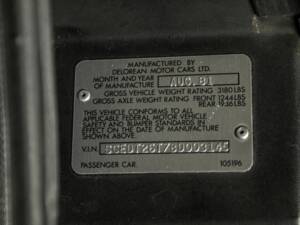 MANUFACTURED BY
DELOREAN MOTOR CARS LTD.
MONTH AND YEAR
OF MANUFACTURE AUG. 81
GROSS VEHICLE WEIGHT RATING 3180 LBS
GROSS AXLE WEIGHT RATING FRONT 1244 LBS
REAR 1936 LBS
THIS VEHICLE CONFORMS TO ALL
APPLICABLE FEDERAL MOTOR VEHICLE
SAFETY AND BUMPER STANDARDS IN
EFFECT ON THE DATE OF MANUFACTURE
SHOWN ABOVE.
V.I.N.
PASSENGER CAR. 105196